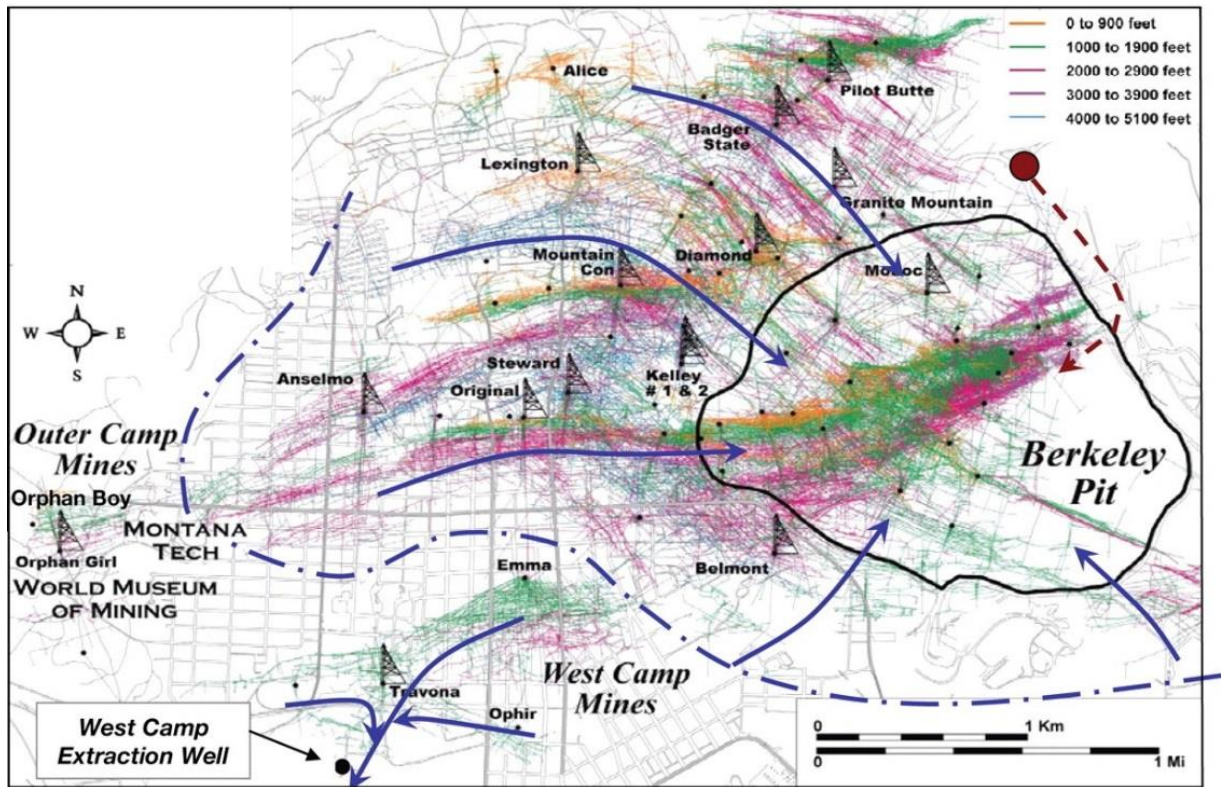 0 to 900 feet
1000 to 1900 feet
2000 to 2900 feet
3000 to 3900 feet
4000 to 5100 feet
Alice
Pilot Butte
Badger
State
Lexington
Granite Mountain
Mountain
Con
Diamond
Modoc
N
W E
S
Steward
Anselmo
Original
Kelley
# 1 & 2
Outer Camp
Mines
Berkeley
Pit
Orphan Boy
MONTANA
TECH
Orphan Girl
WORLD MUSEUM
OF MINING
Emma
Belmont
West Camp
Mines
Travona
Ophir
West Camp
Extraction Well
0 1 Km
0 1 Mi